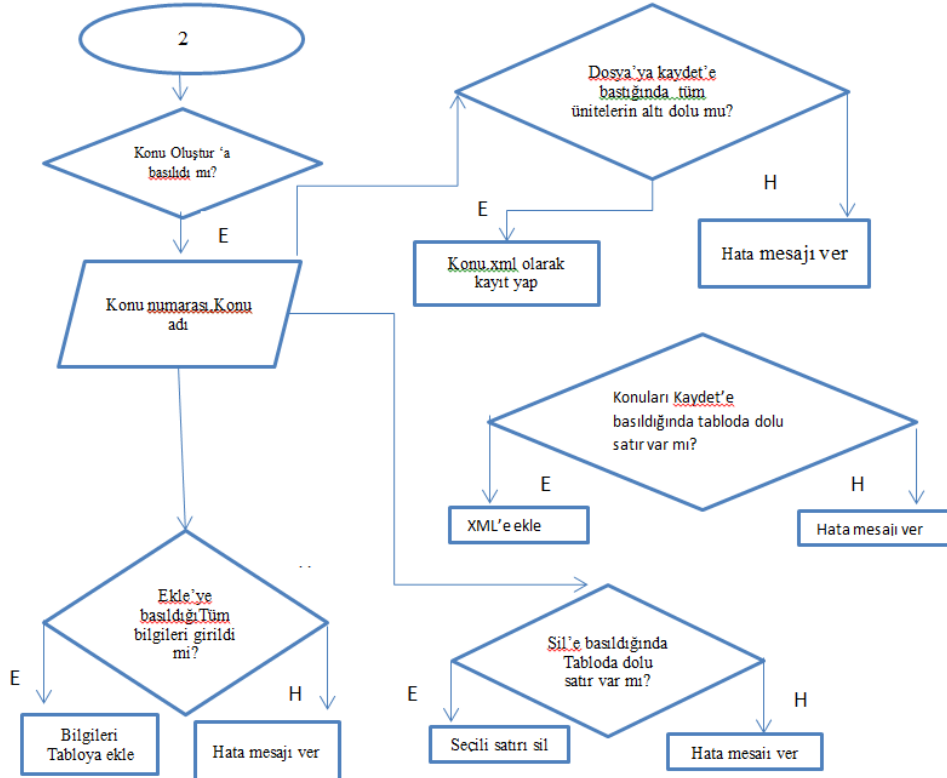 2
Konu Oluştur ‘a
basılıdı mı?
E
Konu numarası,Konu
adı
Dosya’ya kaydet’e
bastığında tüm
ünitelerin altı dolu mu?
E
H
Konu.xml olarak
kayıt yap
Hata mesajı ver
Konuları Kaydet’e
basıldığında tabloda dolu
satır var mı?
E
H
XML’e ekle
Hata mesajı ver
Ekle’ye
basıldığıTüm
bilgileri girildi
mi?
E
H
Bilgileri
Tabloya ekle
Hata mesajı ver
Sil’e basıldığında
Tabloda dolu
satır var mı?
E
H
Seçili satırı sil
Hata mesajı ver